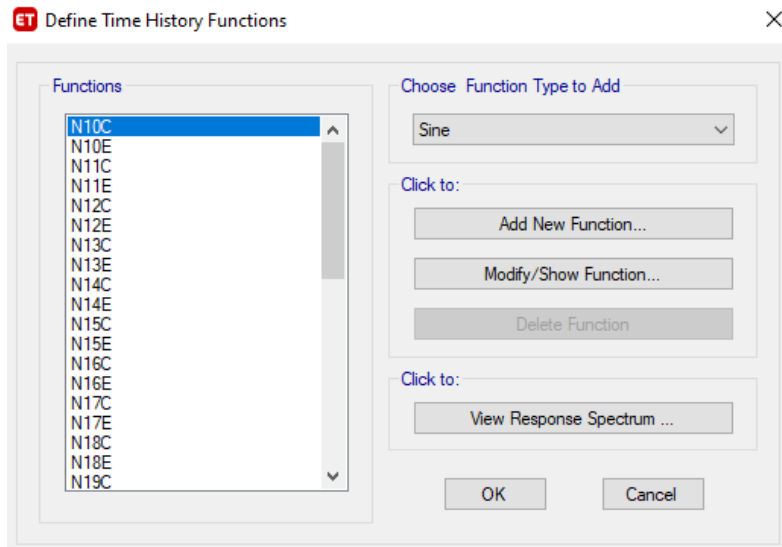 ET Define Time History Functions
Functions
N10C
N10E
N11C
N11E
N12C
N12E
N13C
N13E
N14C
N14E
N15C
N15E
N16C
N16E
N17C
N17E
N18C
N18E
N19C
Choose Function Type to Add
Sine
Click to:
Add New Function...
Modify/Show Function...
Delete Function
Click to:
View Response Spectrum ...
OK
Cancel